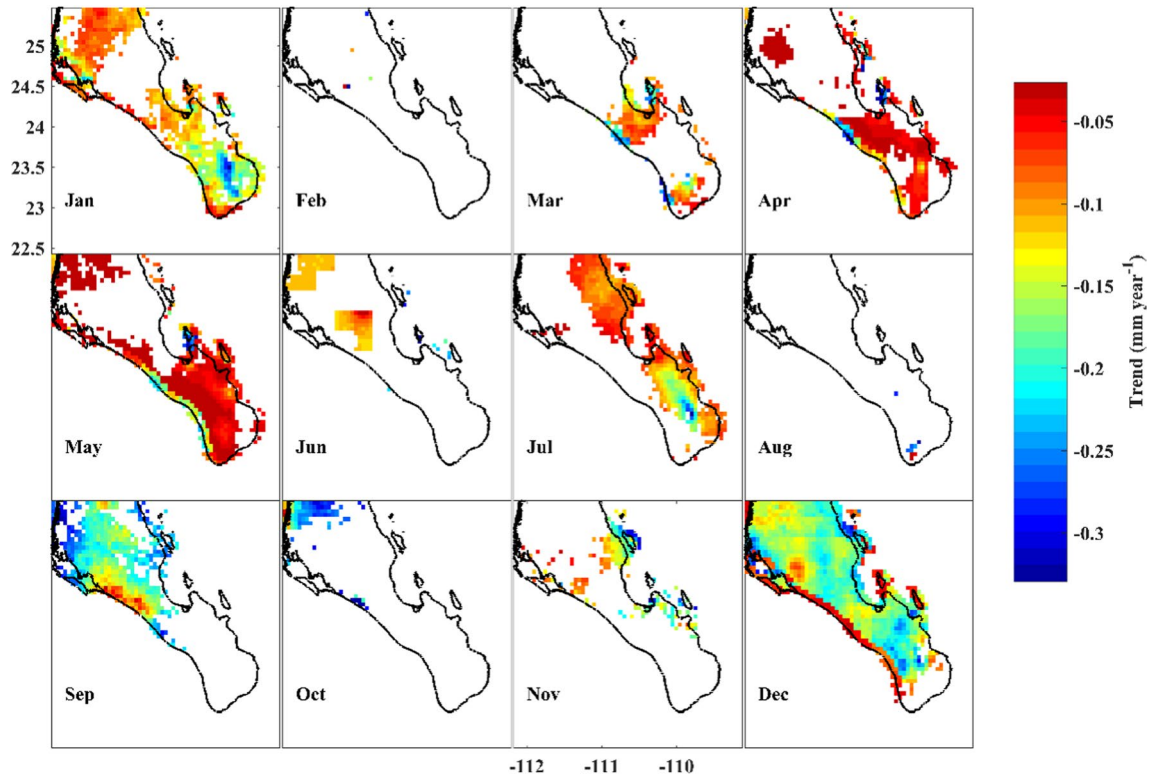 25
24.5
24
23.5
23
22.5
Jan
Feb
Mar
Apr
May
Jun
Jul
Aug
Sep
Oct
Nov
Dec
-112 -111 -110
-0.05
-0.1
-0.15
-0.2
-0.25
-0.3
Trend (mm year⁻¹)